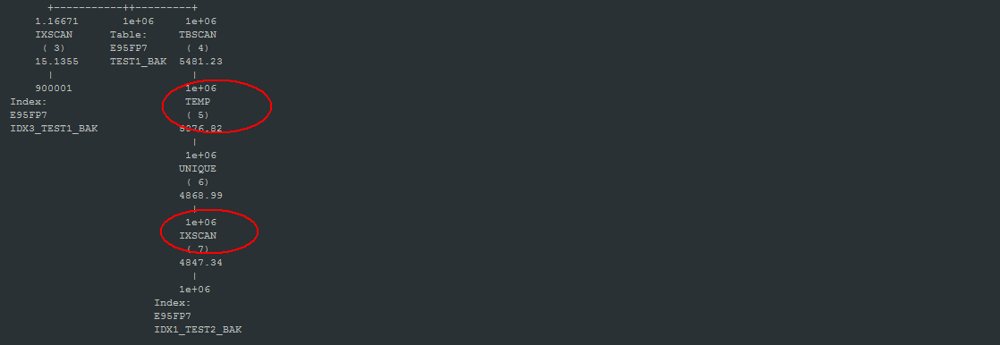 +-----------++---------+
1.16671 1e+06 1e+06
IXSCAN Table: TBSCAN
( 3) E95FP7 ( 4)
15.1355 TEST1_BAK 5481.23
| |
900001 1e+06
Index: TEMP
E95FP7 ( 5)
IDX3_TEST1_BAK 5076.82
|
1e+06
UNIQUE
( 6)
4868.99
|
1e+06
IXSCAN
( 7)
4847.34
|
1e+06
Index:
E95FP7
IDX1_TEST2_BAK